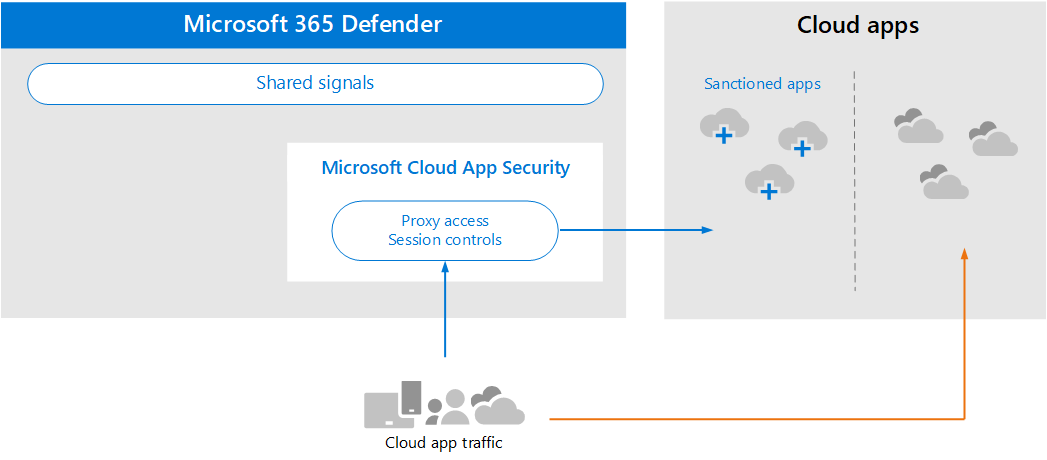 Microsoft 365 Defender
Shared signals
Microsoft Cloud App Security
Proxy access
Session controls
Cloud apps
Sanctioned apps
Cloud app traffic